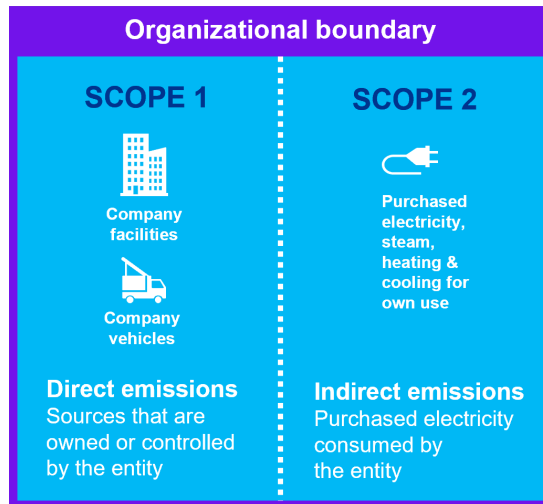 Organizational boundary
SCOPE 1
Company
facilities
Company
vehicles
Direct emissions
Sources that are
owned or controlled
by the entity
SCOPE 2
Purchased
electricity,
steam,
heating &
cooling for
own use
Indirect emissions
Purchased electricity
consumed by
the entity